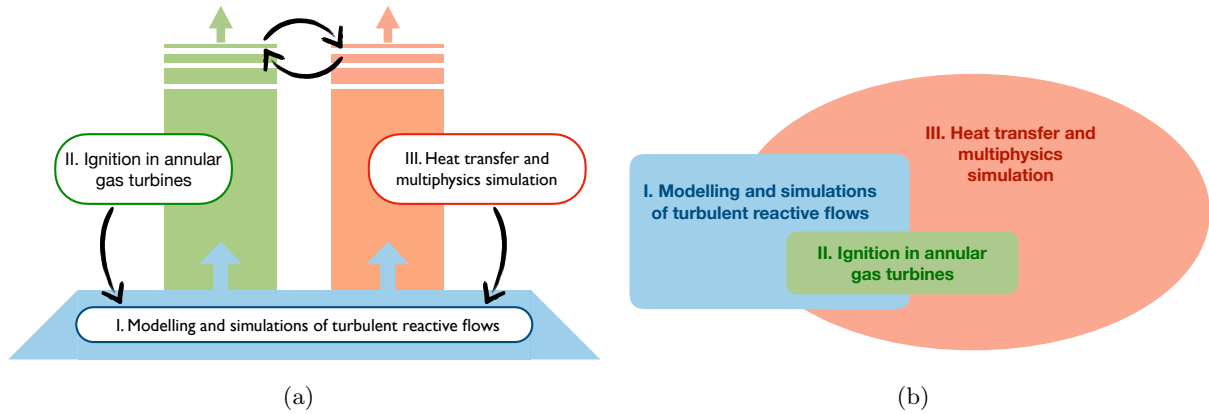 II. Ignition in annular
gas turbines
III. Heat transfer and
multiphysics simulation
I. Modelling and simulations of turbulent reactive flows
(a)
III. Heat transfer and
multiphysics
simulation
I. Modelling and simulations
of turbulent reactive flows
II. Ignition in annular
gas turbines
(b)